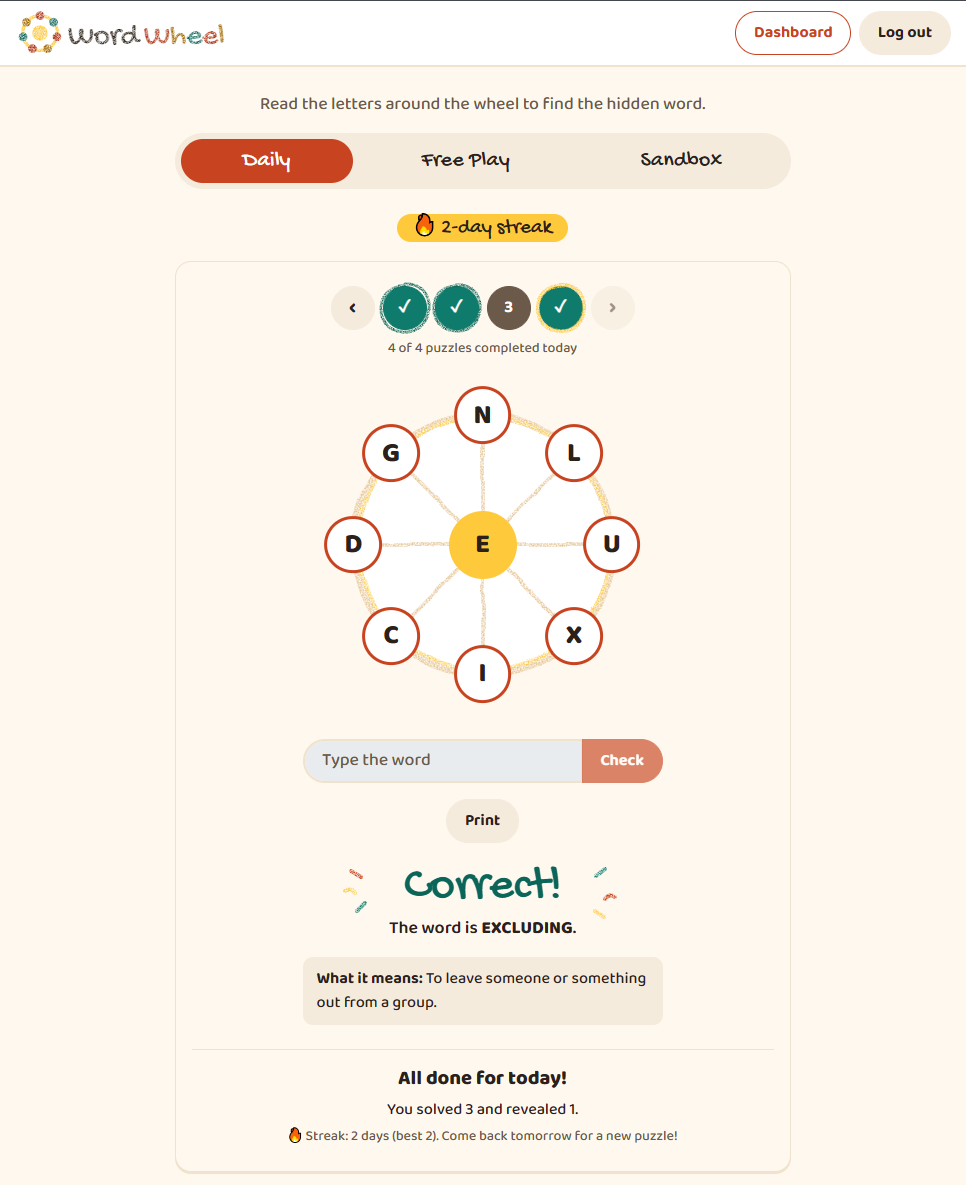 Word Wheel
Dashboard
Log out
Read the letters around the wheel to find the hidden word.
Daily
Free Play
Sandbox
🔥 2-day streak
‹ ✓ ✓ 3 ✓ ›
4 of 4 puzzles completed today
N
G
L
D
E
U
C
X
I
Type the word
Check
Print
Correct!
The word is EXCLUDING.
What it means: To leave someone or something
out from a group.
All done for today!
You solved 3 and revealed 1.
🔥 Streak: 2 days (best 2). Come back tomorrow for a new puzzle!